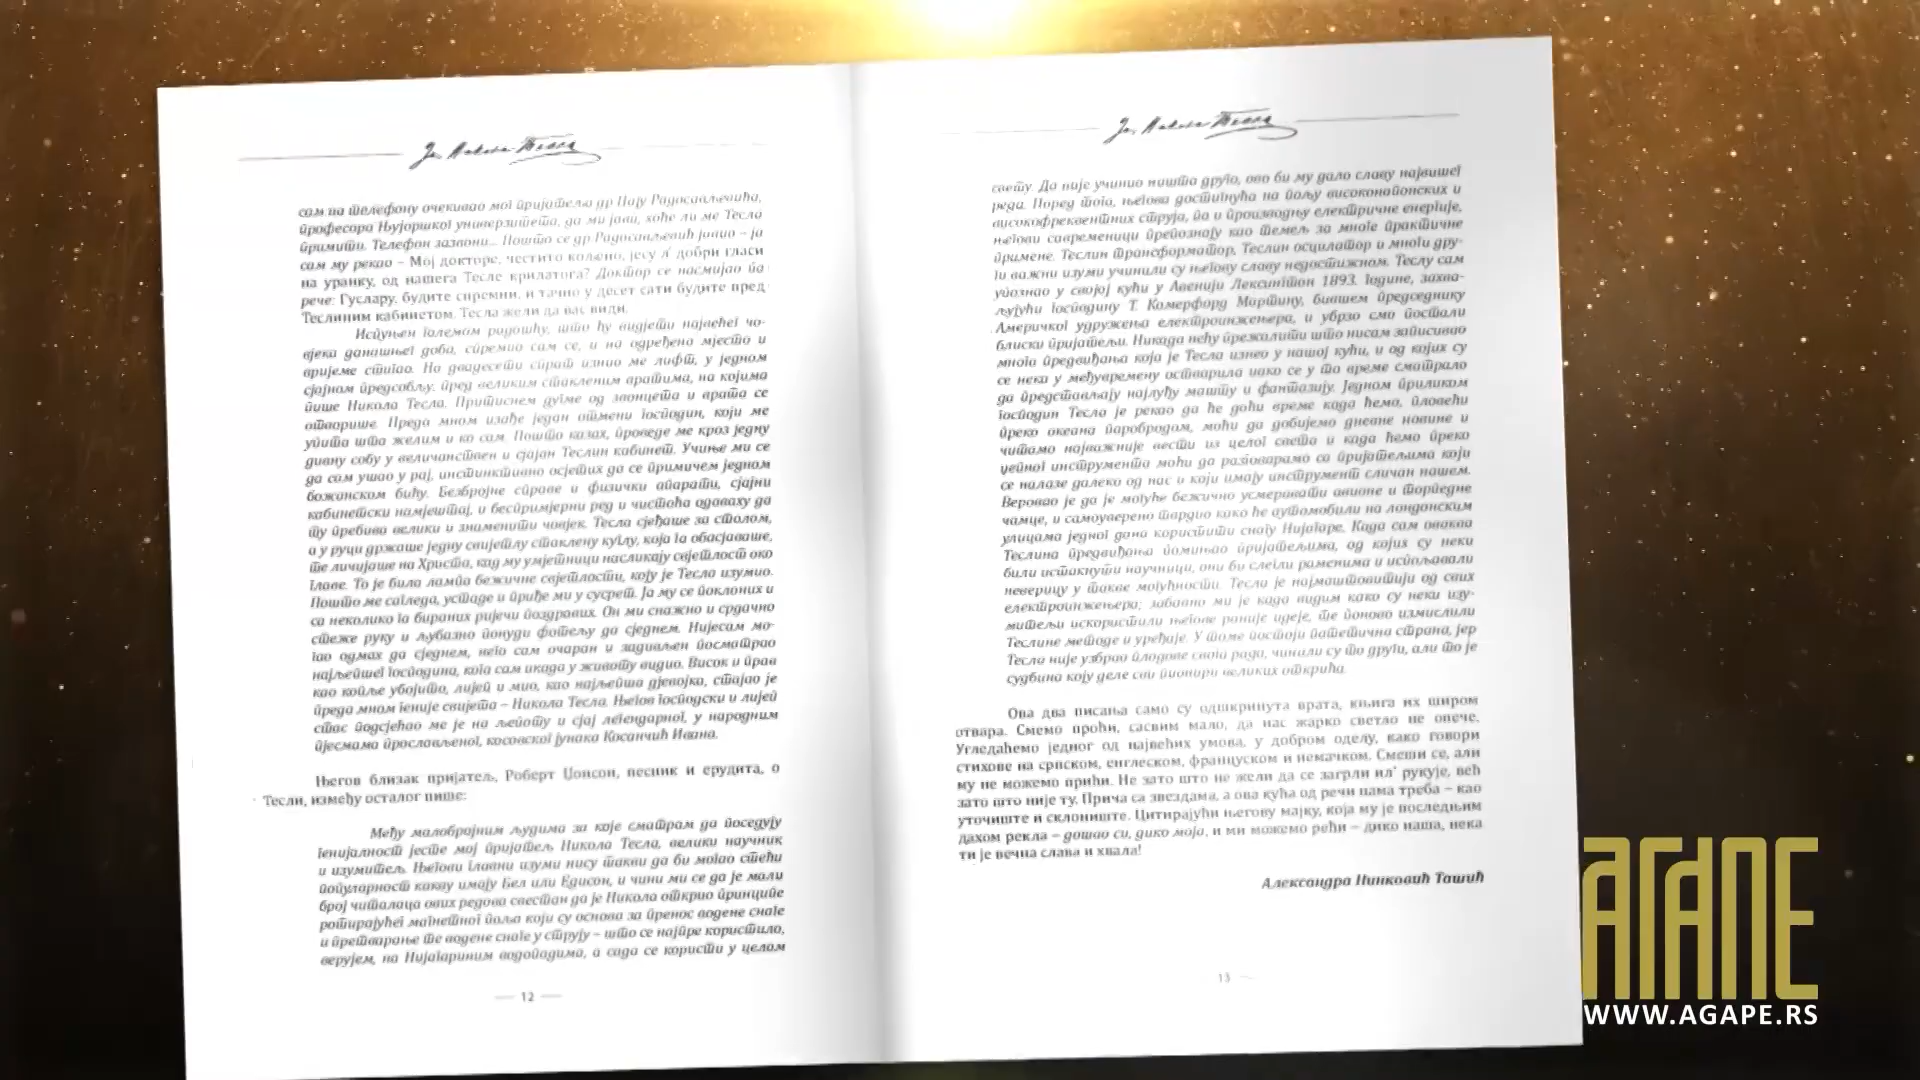 Ја, Никола Тесла
сам на телефону очекивао мог пријатеља др Пају Радосављевића,
професора Њујоршког универзитета, да ми јави, хоће ли ме Тесла
примити. Телефон зазвони... Пошто се др Радосављевић јавио – ја
сам му рекао – Мој докторе, честито кољено, јесу л' добри гласи
на уранку, од нашега Тесле крилатога? Доктор се насмијао па
рече: Гуслару, будите спремни, и тачно у десет сати будите пред
Теслиним кабинетом. Тесла жели да вас види.
Испуњен големом радошћу, што ћу видјети највећег чо-
вјека данашњег доба, спремио сам се, и на одређено мјесто и
вријеме стигао. На двадесети спрат изнио ме лифт, у једном
сјајном предсобљу, пред великим стакленим вратима, на којима
пише Никола Тесла. Притиснем дугме од звонцета и врата се
отворише. Преда мном изађе један отмени господин, који ме
упита шта желим и ко сам. Пошто казах, проведе ме кроз једну
дивну собу у величанствен и сјајан Теслин кабинет. Учиње ми се
да сам ушао у рај, инстинктивно осјетих да се примичем једном
божанском бићу. Безбројне справе и физички апарати, сјајни
кабинетски намјештај, и беспримјерни ред и чистоћа одаваху да
ту пребива велики и знаменити човјек. Тесла сјеђаше за столом,
а у руци држаше једну свијетлу стаклену куглу, која га обасјаваше,
те личијаше на Христа, кад му умјетници насликају свјетлост око
главе. То је била лампа бежичне свјетлости, коју је Тесла изумио.
Пошто ме сагледа, устаде и приђе ми у сусрет. Ја му се поклоних и
са неколико га бираних ријечи поздравих. Он ми снажно и срдачно
стеже руку и љубазно понуди фотељу да сједнем. Нијесам мо-
гао одмах да сједнем, него сам очаран и задивљен посматрао
најљепшег господина, кога сам икада у животу видио. Висок и прав
као копље убојито, лијеп и мио, као најљепша дјевојка, стајао је
преда мном геније свијета – Никола Тесла. Његов господски и лијеп
стас подсјећао ме је на љепоту и сјај легендарног, у народним
пјесмама прослављеног, косовског јунака Косанчић Ивана.
Његов близак пријатељ, Роберт Џонсон, песник и ерудита, о
Тесли, између осталог пише:
Међу малобројним људима за које сматрам да поседују
генијалност јесте мој пријатељ Никола Тесла, велики научник
и изумитељ. Његови главни изуми нису такви да би могао стећи
популарност какву имају Бел или Едисон, и чини ми се да је мали
број читалаца ових редова свестан да је Никола открио принципе
ротирајућег магнетног поља који су основа за пренос водене снаге
и претварање те водене снаге у струју – што се најпре користило,
верујем, на Нијагариним водопадима, а сада се користи у целом
12
Ја, Никола Тесла
свету. Да није учинио ништа друго, ово би му дало славу највишег
реда. Поред тога, његова достигнућа на пољу високонапонских и
високофреквентних струја, па и производњу електричне енергије,
његови савременици препознају као темељ за многе практичне
примене. Теслин трансформатор, Теслин осцилатор и многи дру-
ги важни изуми учинили су његову славу недостижном. Теслу сам
упознао у својој кући у Авенији Лексингтон 1893. године, захва-
љујући господину Т. Комерфорд Мартину, бившем председнику
Америчког удружења електроинжењера, и убрзо смо постали
блиски пријатељи. Никада нећу прежалити што нисам записивао
многа предвиђања која је Тесла изнео у нашој кући, и од којих су
се неки у међувремену остварила иако се у то време сматрало
да представљају најлуђу машту и фантазију. Једном приликом
господин Тесла је рекао да ће доћи време када ћемо, пловећи
преко океана паробродом, моћи да добијемо дневне новине и
читамо најважније вести из целог света и када ћемо преко
џепног инструмента моћи да разговарамо са пријатељима који
се налазе далеко од нас и који имају инструмент сличан нашем.
Веровао је да је могуће бежично усмеравати авионе и торпедне
чамце, и самоуверено тврдио како ће аутомобили на лондонским
улицама једног дана користити снагу Нијагаре. Када сам оваква
Теслина предвиђања помињао пријатељима, од којих су неки
били истакнути научници, они би слегли раменима и испољавали
неверицу у такве могућности. Тесла је најмаштовитији од свих
електроинжењера; забавно ми је када видим како су неки изу-
митељи искористили његове раније идеје, те поново измислили
Теслине методе и уређаје. У томе постоји патетична страна, јер
Тесла није узбрао плодове свога рада, чинили су то други, али то је
судбина коју деле сви пионири великих открића.
Ова два писања само су одшкринута врата, књига их широм
отвара. Смемо проћи, сасвим мало, да нас жарко светло не опече.
Угледаћемо једног од највећих умова, у добром оделу, како говори
стихове на српском, енглеском, француском и немачком. Смеши се, али
му не можемо прићи. Не зато што не жели да се загрли ил' рукује, већ
зато што није ту. Прича са звездама, а ова кућа од речи нама треба – као
уточиште и склониште. Цитирајући његову мајку, која му је последњим
дахом рекла – дошао си, дико моја, и ми можемо рећи – дико наша, нека
ти је вечна слава и хвала!
Александра Нинковић Ташић
13
АГАПЕ
WWW.AGAPE.RS